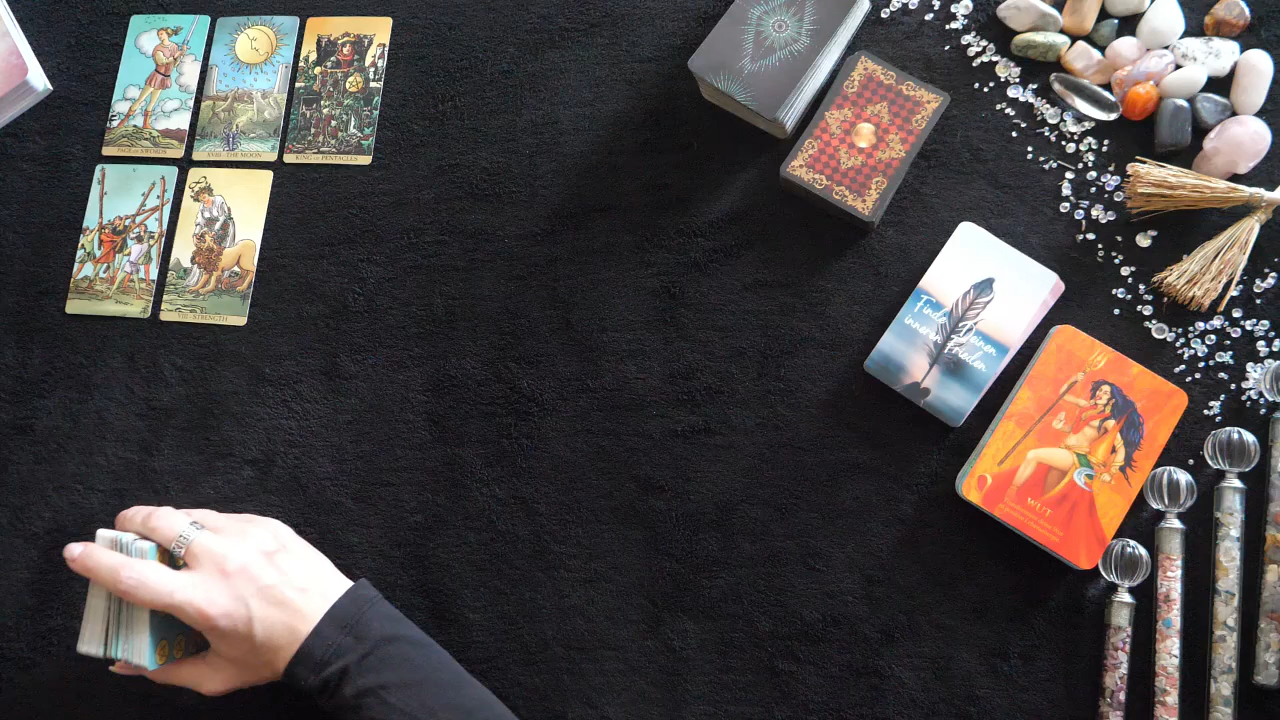 PAGE OF SWORDS
XVIII · THE MOON
KING OF PENTACLES
V
VIII · STRENGTH
Finde Deinen
inneren Frieden
WUT